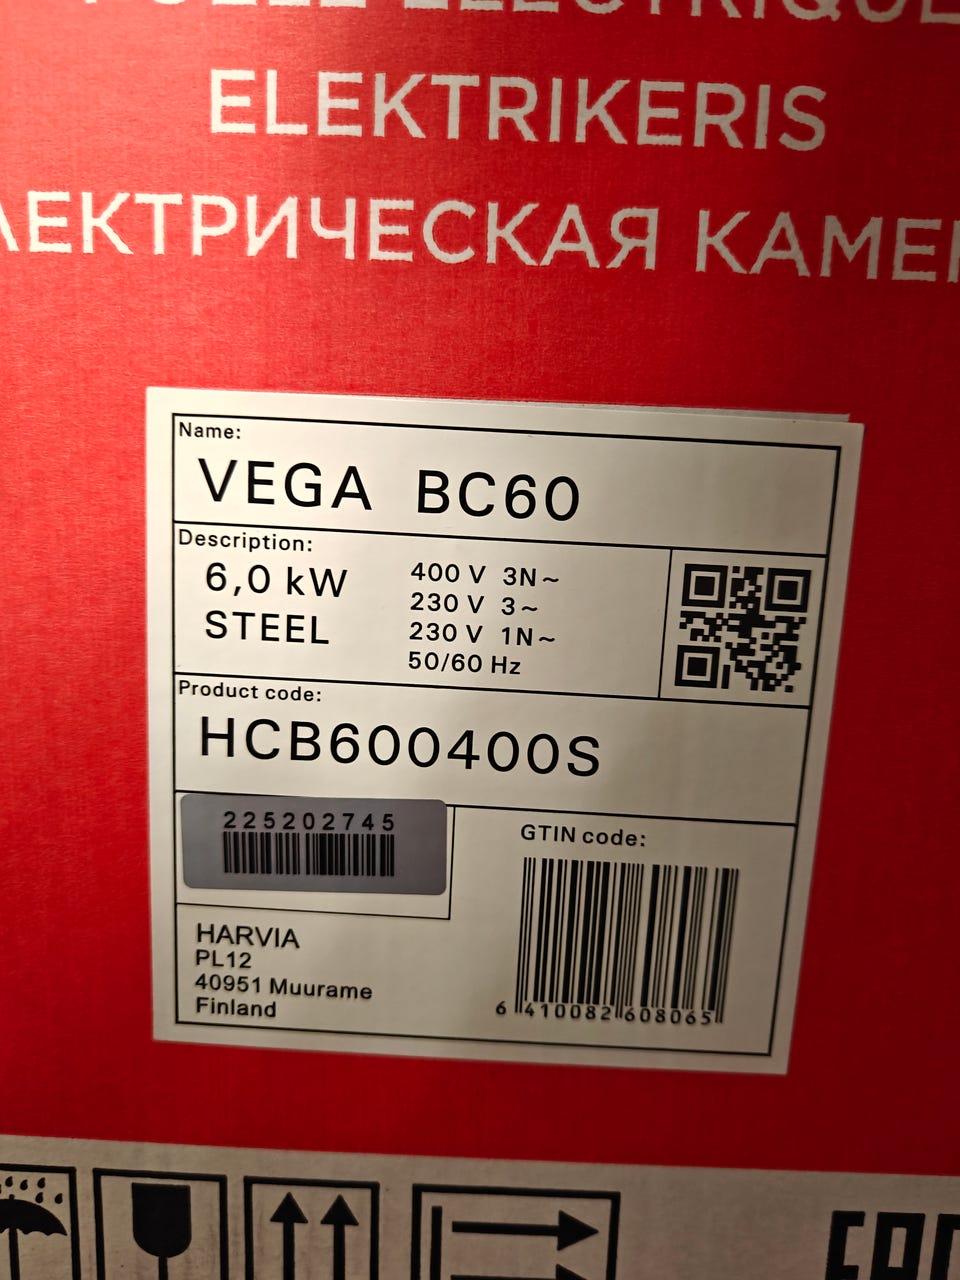 ELEKTRIKERIS
Name:
VEGA BC60
Description:
6,0 kW
STEEL
400 V 3N~
230 V 3~
230 V 1N~
50/60 Hz
Product code:
HCB600400S
225202745
GTIN code:
6 410082 608065
HARVIA
PL12
40951 Muurame
Finland